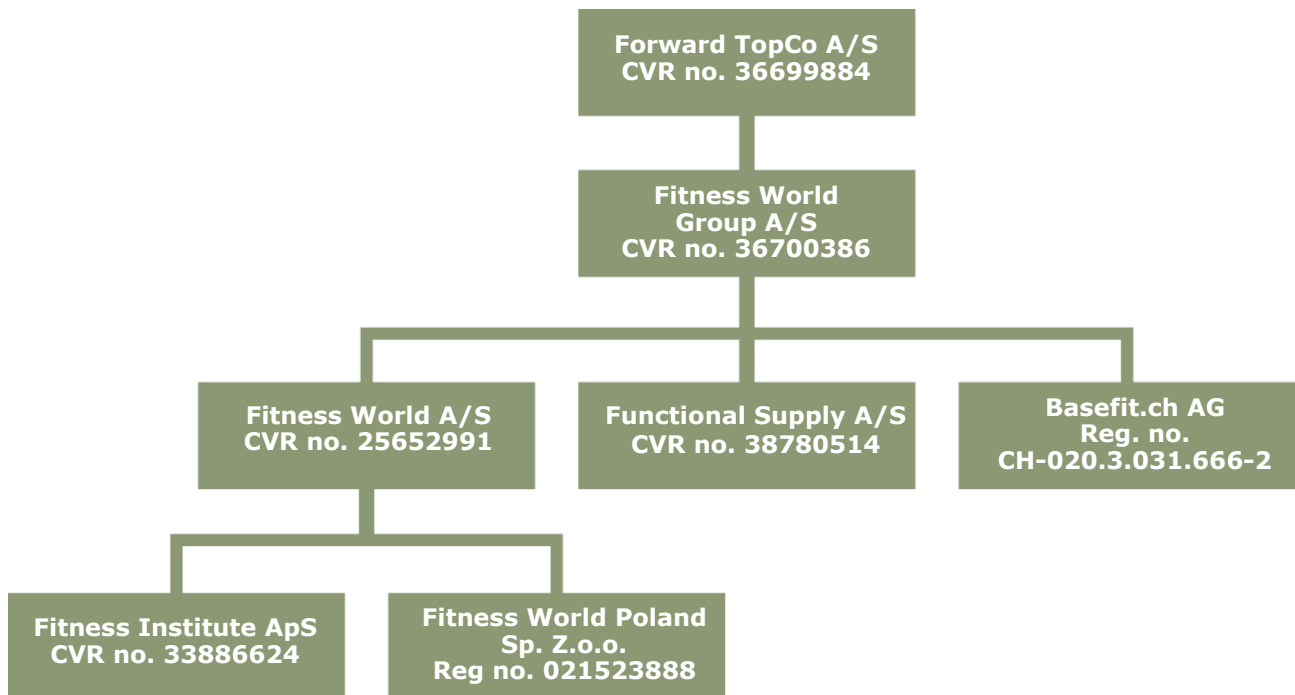 Forward TopCo A/S
CVR no. 36699884
Fitness World
Group A/S
CVR no. 36700386
Fitness World A/S
CVR no. 25652991
Functional Supply A/S
CVR no. 38780514
Basefit.ch AG
Reg. no.
CH-020.3.031.666-2
Fitness Institute ApS
CVR no. 33886624
Fitness World Poland
Sp. Z.o.o.
Reg no. 021523888